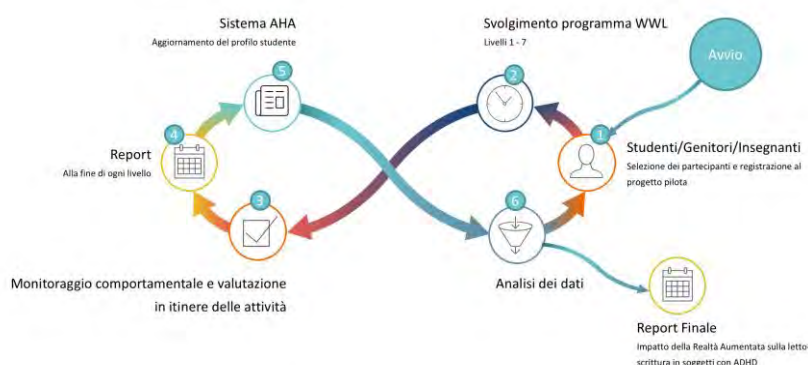 Sistema AHA
Aggiornamento del profilo studente
5
Svolgimento programma WWL
Livelli 1 - 7
2
Avvio
4
Report
Alla fine di ogni livello
1
Studenti/Genitori/Insegnanti
Selezione dei partecipanti e registrazione al
progetto pilota
3
6
Monitoraggio comportamentale e valutazione
in itinere delle attività
Analisi dei dati
Report Finale
Impatto della Realtà Aumentata sulla letto
scrittura in soggetti con ADHD